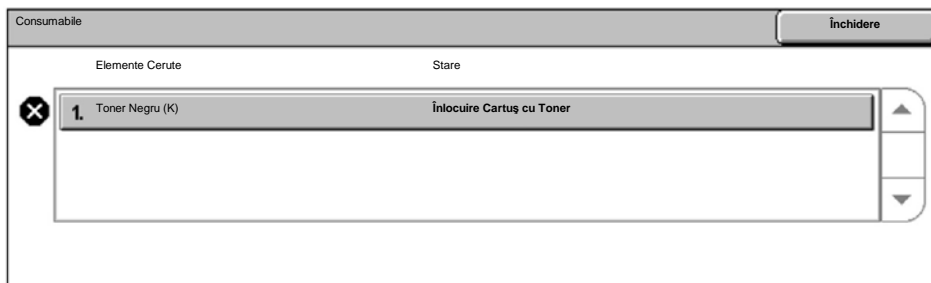 Consumabile
Închidere
Elemente Cerute Stare
1. Toner Negru (K) Înlocuire Cartuş cu Toner